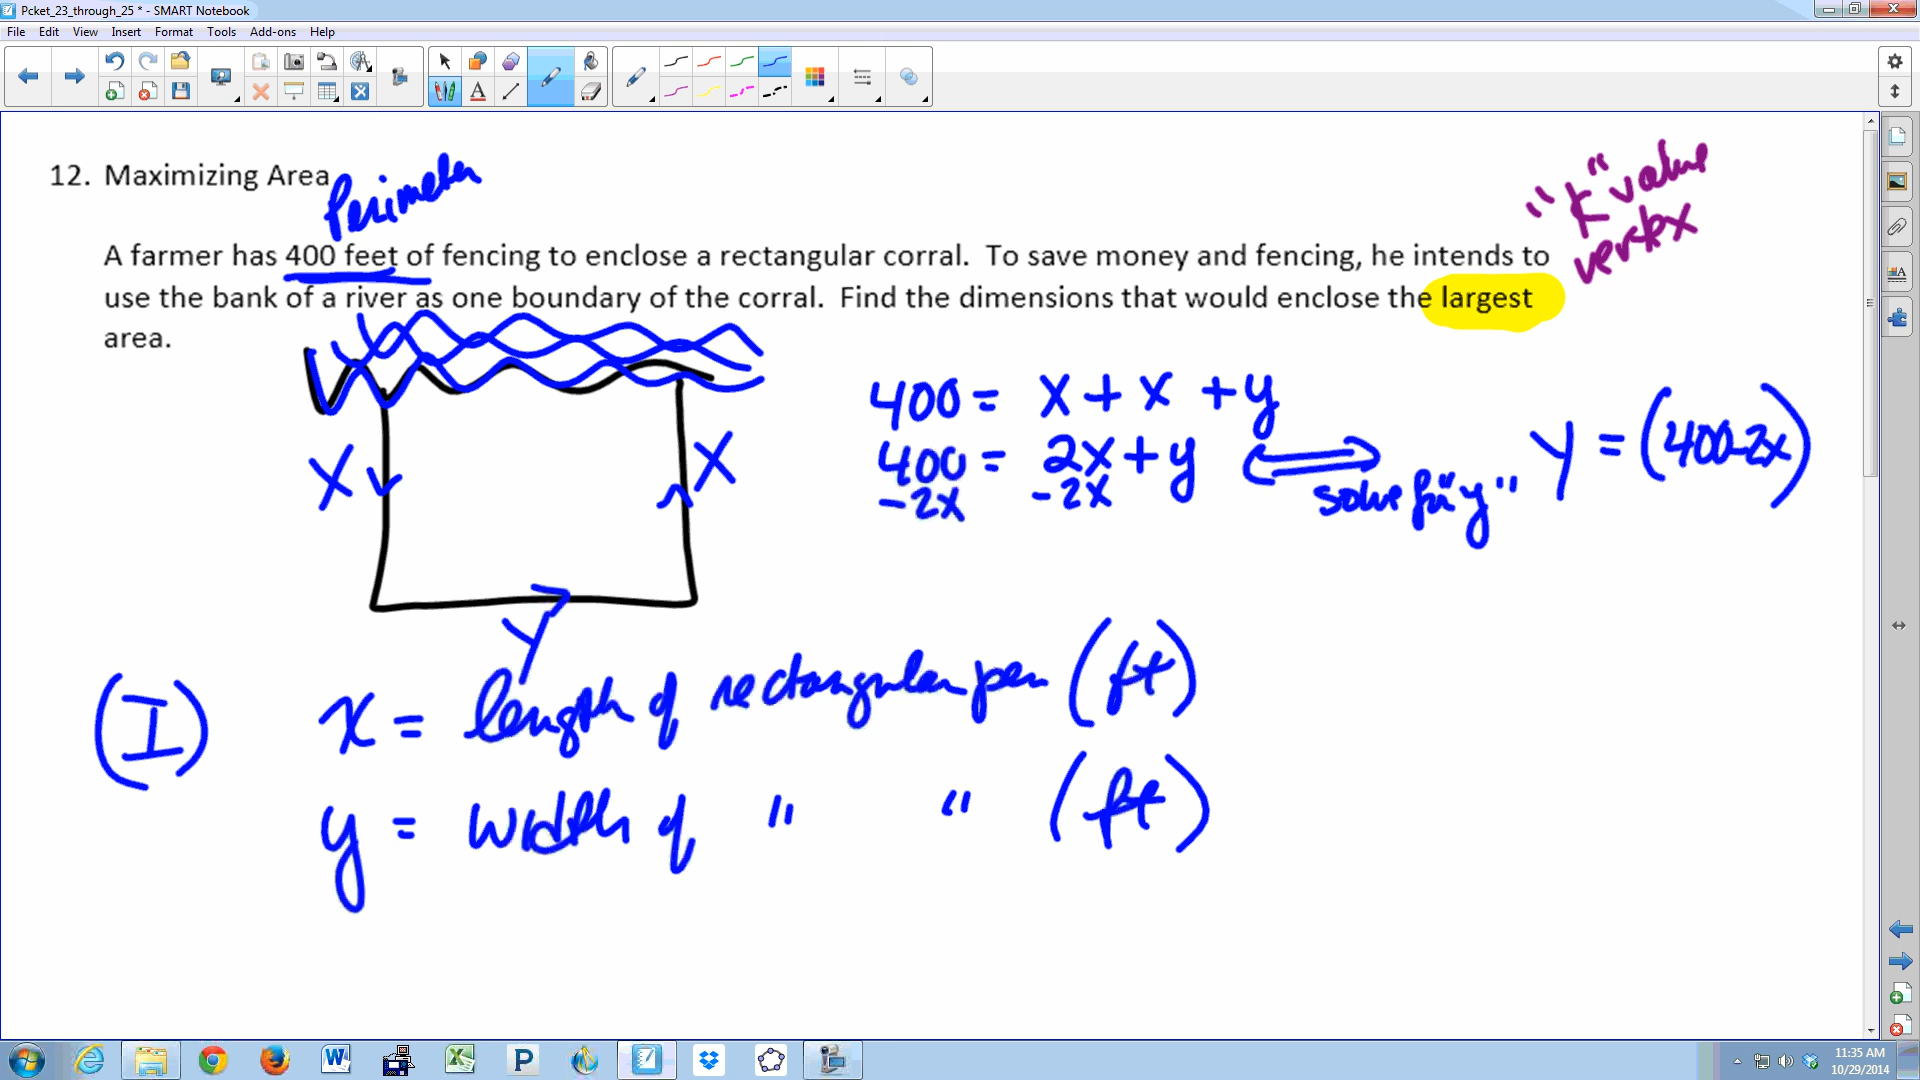 Pcket_23_through_25 * - SMART Notebook
File Edit View Insert Format Tools Add-ons Help
12. Maximizing Area
Perimeter
"K" value
vertex
A farmer has 400 feet of fencing to enclose a rectangular corral. To save money and fencing, he intends to
use the bank of a river as one boundary of the corral. Find the dimensions that would enclose the largest
area.
400 = x + x + y
400 = 2x + y
-2x -2x
solve for "y"
y = (400-2x)
X
X
Y
(I)
x = length of rectangular pen (ft)
y = width of " " (ft)
11:35 AM
10/29/2014